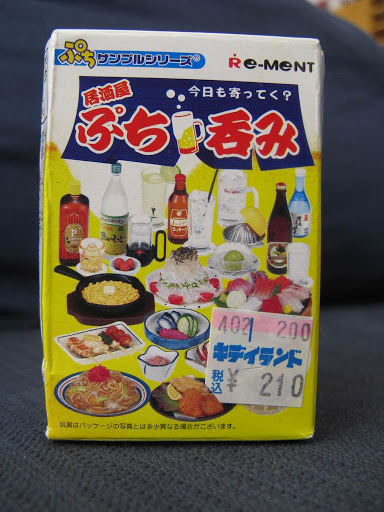 ぷちサンプルシリーズ®
RE-MENT
居酒屋
今日も寄ってく?
ぷち呑み
402 200
キデイランド
税込 ¥ 210
玩具はパッケージの写真とは多少異なる場合がございます。